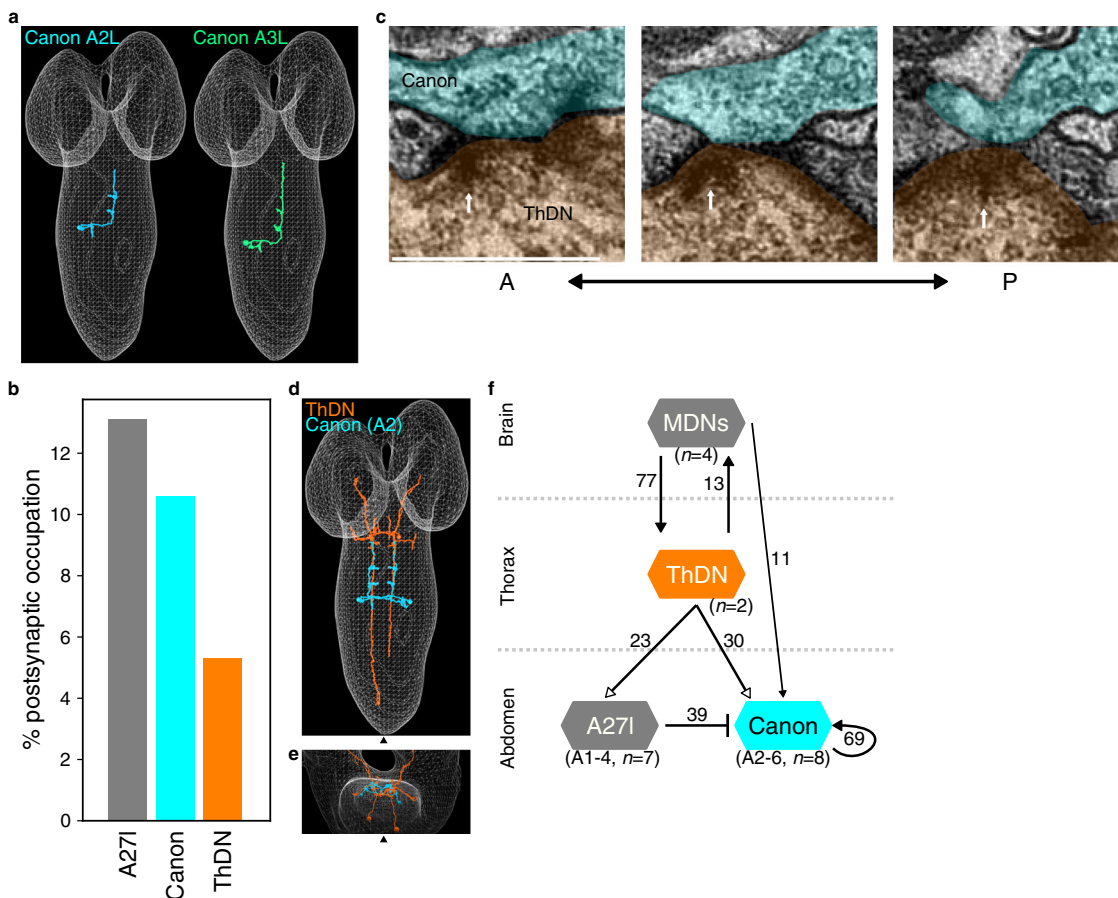 a
Canon A2L
Canon A3L
c
Canon
ThDN
A
P
b
% postsynaptic occupation
12
10
8
6
4
2
0
A27l
Canon
ThDN
d
ThDN
Canon (A2)
e
f
Brain
Thorax
Abdomen
MDNs
(n=4)
77
13
11
ThDN
(n=2)
23
30
A27l
39
Canon
69
(A1-4, n=7)
(A2-6, n=8)